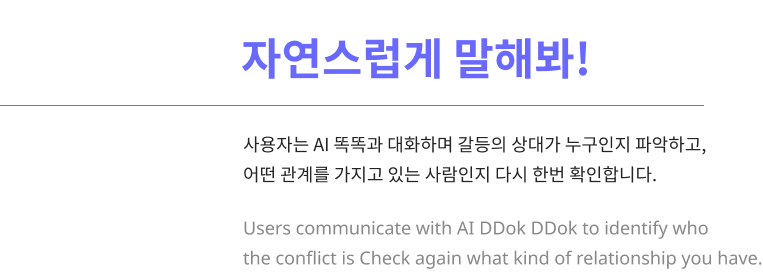 자연스럽게 말해봐!
사용자는 AI 똑똑과 대화하며 갈등의 상대가 누구인지 파악하고,
어떤 관계를 가지고 있는 사람인지 다시 한번 확인합니다.
Users communicate with AI DDok DDok to identify who
the conflict is Check again what kind of relationship you have.